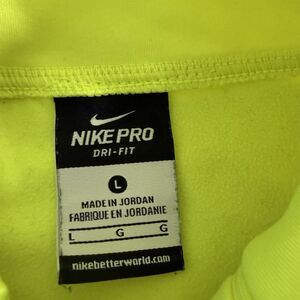 NIKE PRO
DRI-FIT
L
MADE IN JORDAN
FABRIQUE EN JORDANIE
L G G
nikebetterworld.com